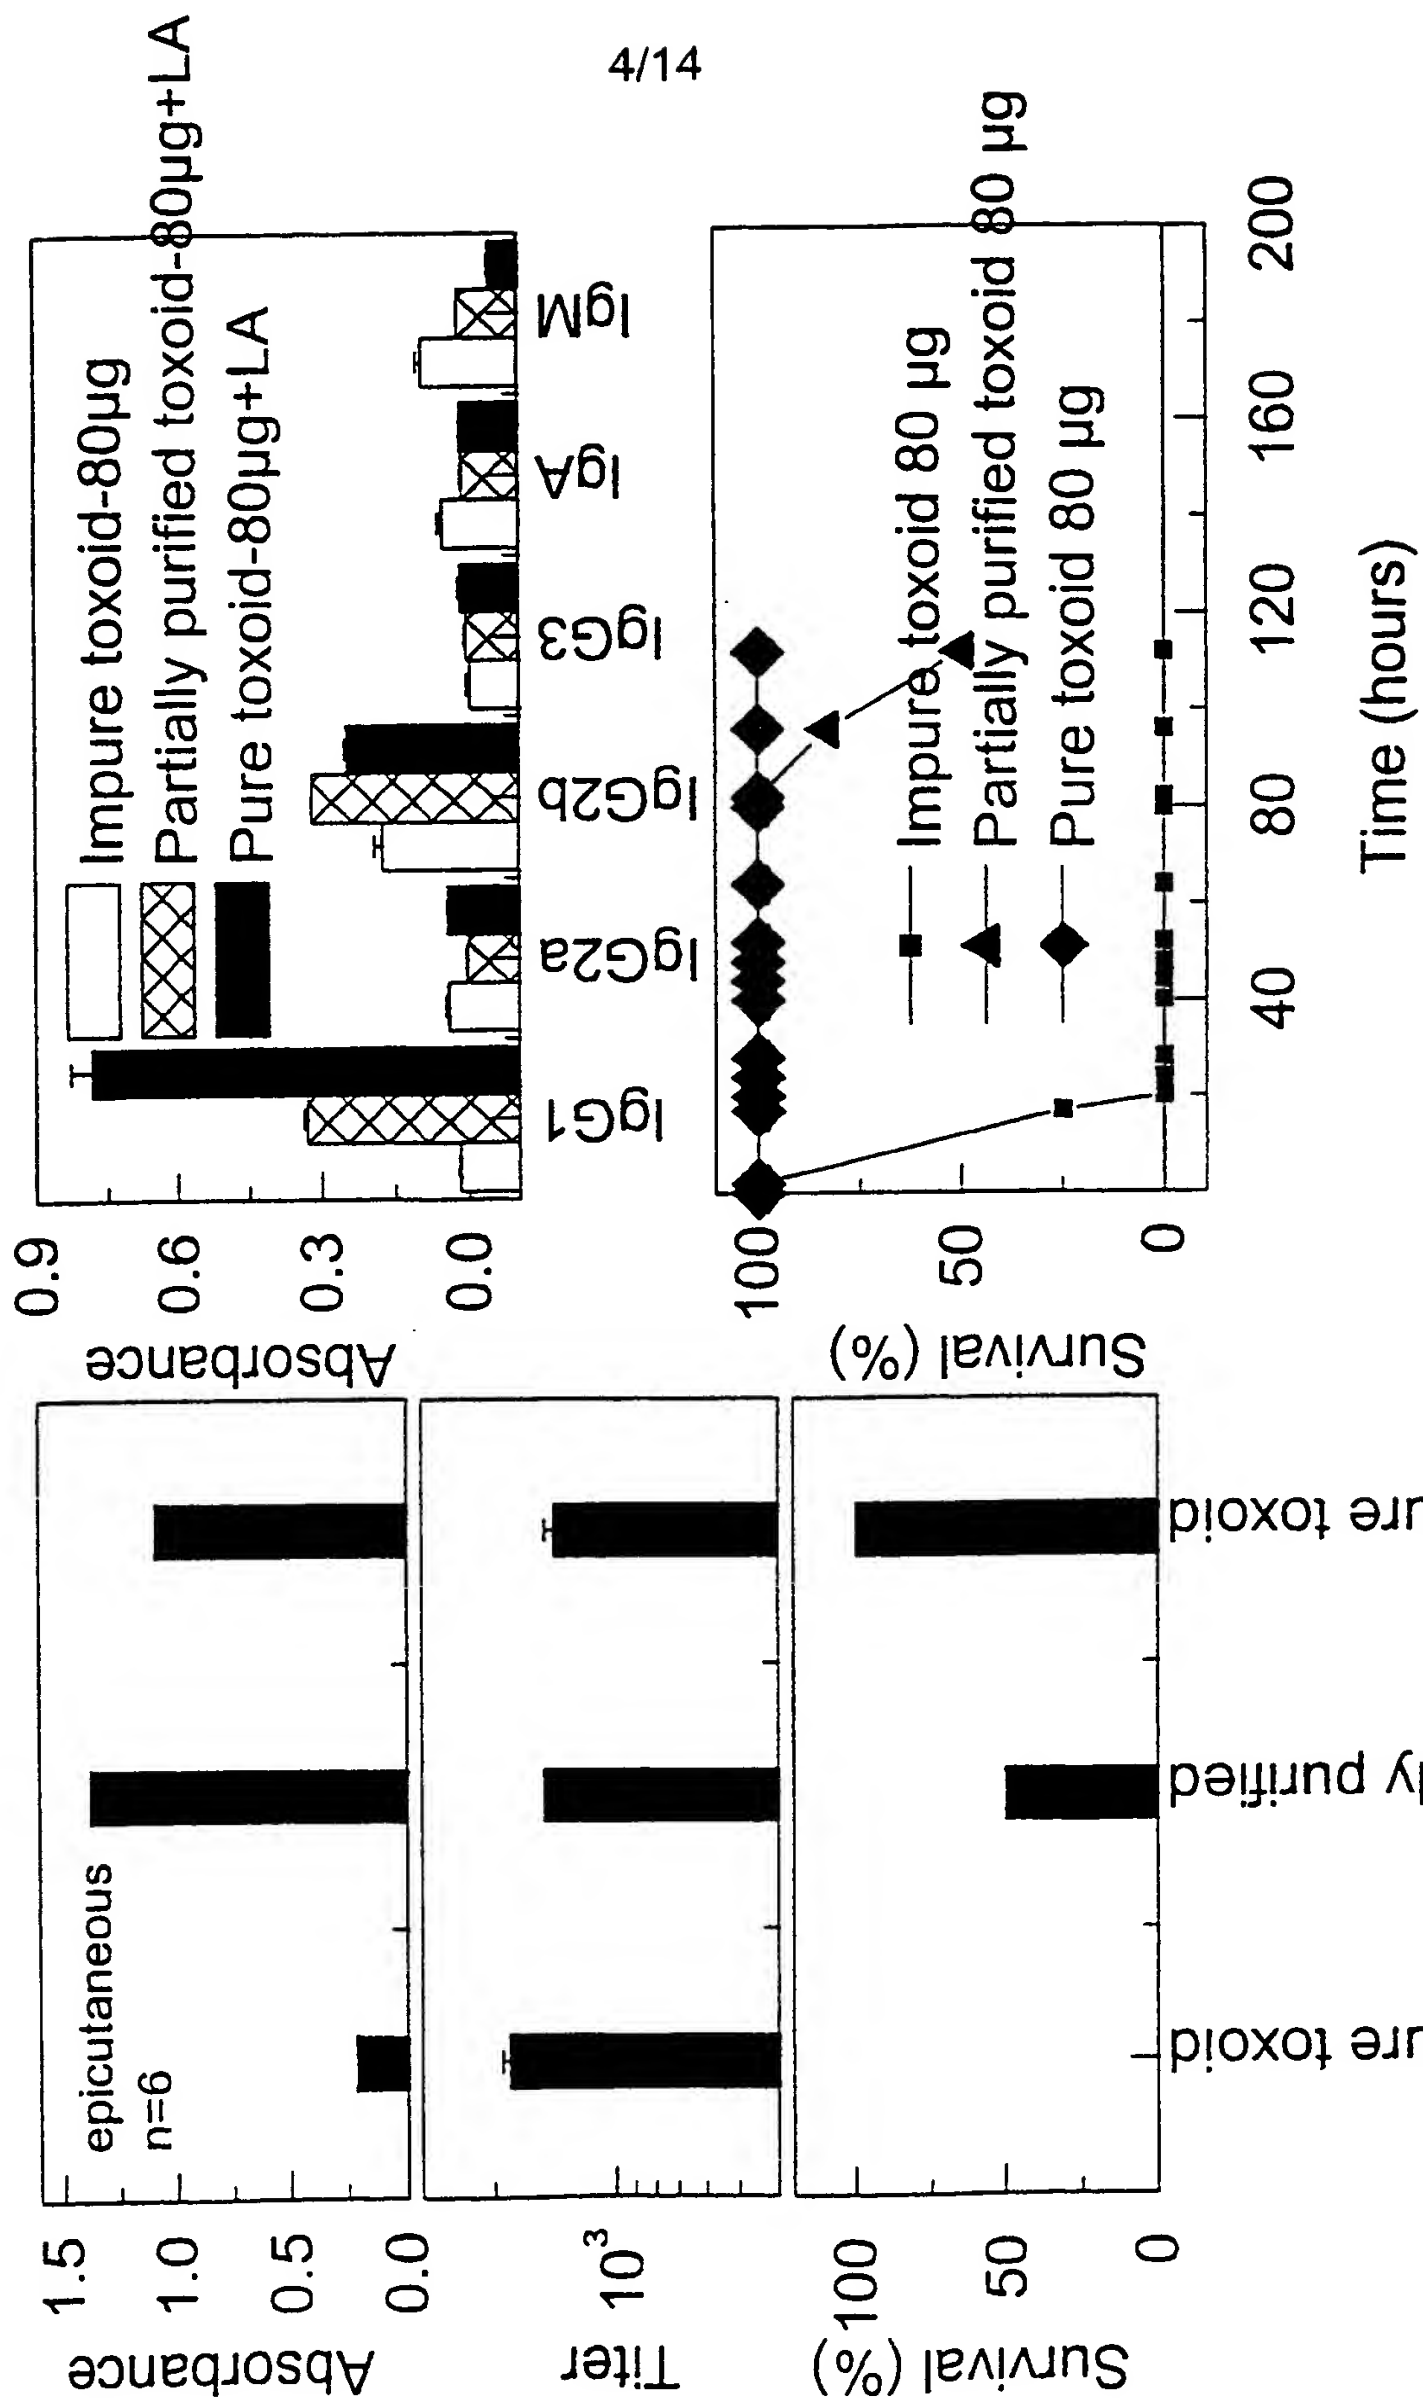 4/14
Absorbance
1.5
1.0
0.5
0.0
epicutaneous
n=6
Titer
10³
Survival (%)
100
50
0
ure toxoid
ly purified
ure toxoid
Absorbance
0.9
0.6
0.3
0.0
Impure toxoid-80µg
Partially purified toxoid-80µg+LA
Pure toxoid-80µg+LA
IgG1
IgG2a
IgG2b
IgG3
IgA
IgM
Survival (%)
100
50
0
Impure toxoid 80 µg
Partially purified toxoid 80 µg
Pure toxoid 80 µg
40
80
120
160
200
Time (hours)